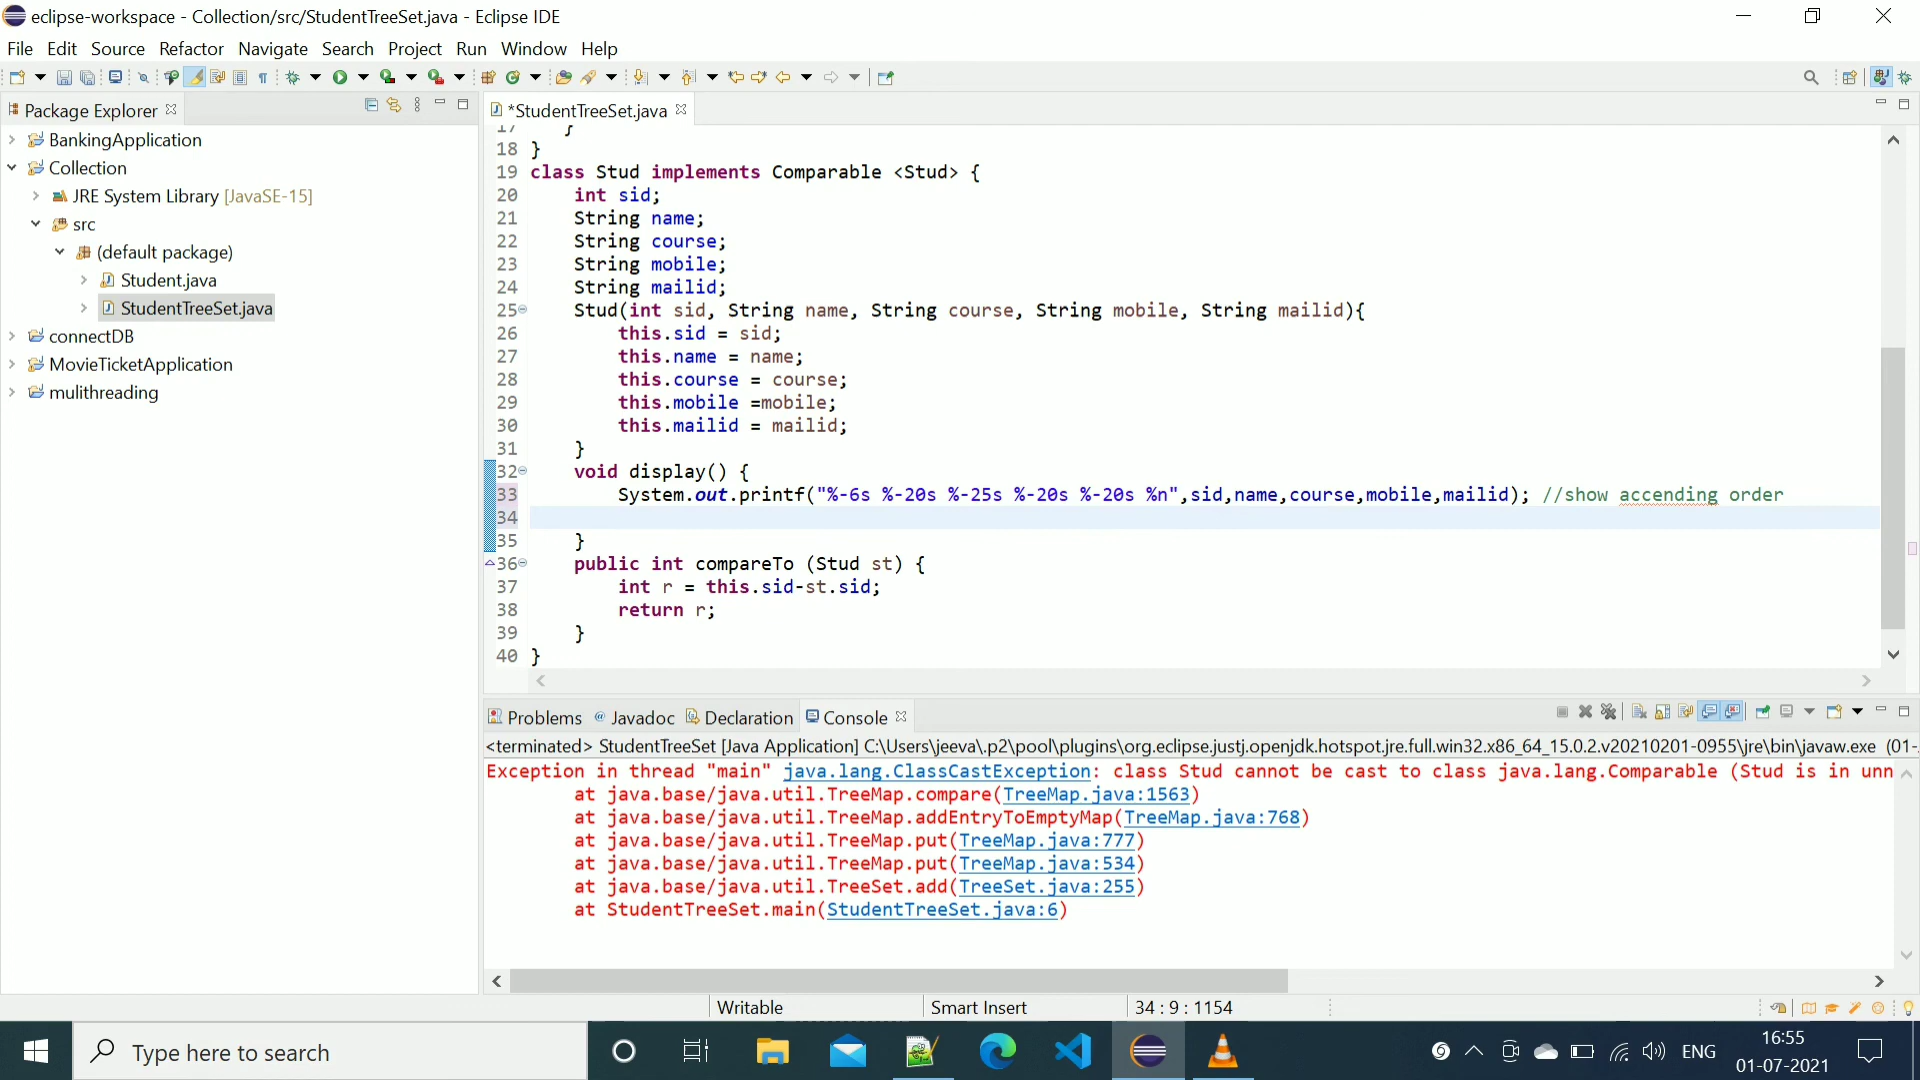 eclipse-workspace - Collection/src/StudentTreeSet.java - Eclipse IDE
File Edit Source Refactor Navigate Search Project Run Window Help
Package Explorer
BankingApplication
Collection
JRE System Library [JavaSE-15]
src
(default package)
Student.java
StudentTreeSet.java
connectDB
MovieTicketApplication
mulithreading
*StudentTreeSet.java
17 }
18 }
19 class Stud implements Comparable <Stud> {
20 int sid;
21 String name;
22 String course;
23 String mobile;
24 String mailid;
25 Stud(int sid, String name, String course, String mobile, String mailid){
26 this.sid = sid;
27 this.name = name;
28 this.course = course;
29 this.mobile =mobile;
30 this.mailid = mailid;
31 }
32 void display() {
33 System.out.printf("%-6s %-20s %-25s %-20s %-20s %n",sid,name,course,mobile,mailid); //show accending order
34
35 }
36 public int compareTo (Stud st) {
37 int r = this.sid-st.sid;
38 return r;
39 }
40 }
Problems @ Javadoc Declaration Console
<terminated> StudentTreeSet [Java Application] C:\Users\jeeva\.p2\pool\plugins\org.eclipse.justj.openjdk.hotspot.jre.full.win32.x86_64_15.0.2.v20210201-0955\jre\bin\javaw.exe (01-
Exception in thread "main" java.lang.ClassCastException: class Stud cannot be cast to class java.lang.Comparable (Stud is in unn
at java.base/java.util.TreeMap.compare(TreeMap.java:1563)
at java.base/java.util.TreeMap.addEntryToEmptyMap(TreeMap.java:768)
at java.base/java.util.TreeMap.put(TreeMap.java:777)
at java.base/java.util.TreeMap.put(TreeMap.java:534)
at java.base/java.util.TreeSet.add(TreeSet.java:255)
at StudentTreeSet.main(StudentTreeSet.java:6)
Writable Smart Insert 34 : 9 : 1154
Type here to search
ENG
16:55
01-07-2021